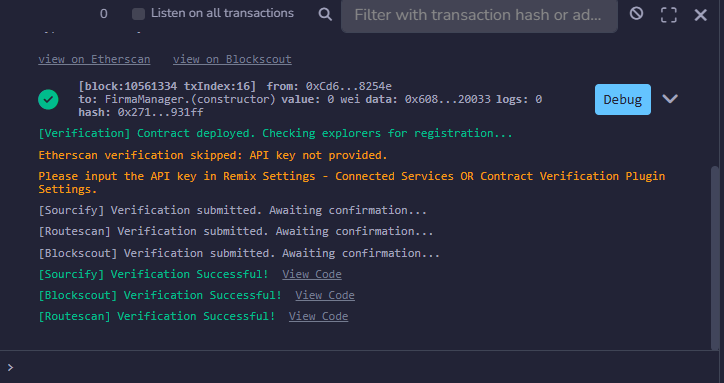 0 Listen on all transactions Filter with transaction hash or ad...
view on Etherscan view on Blockscout
[block:10561334 txIndex:16] from: 0xCd6...8254e
to: FirmaManager.(constructor) value: 0 wei data: 0x608...20033 logs: 0
hash: 0x271...931ff
Debug
[Verification] Contract deployed. Checking explorers for registration...
Etherscan verification skipped: API key not provided.
Please input the API key in Remix Settings - Connected Services OR Contract Verification Plugin
Settings.
[Sourcify] Verification submitted. Awaiting confirmation...
[Routescan] Verification submitted. Awaiting confirmation...
[Blockscout] Verification submitted. Awaiting confirmation...
[Sourcify] Verification Successful! View Code
[Blockscout] Verification Successful! View Code
[Routescan] Verification Successful! View Code
>